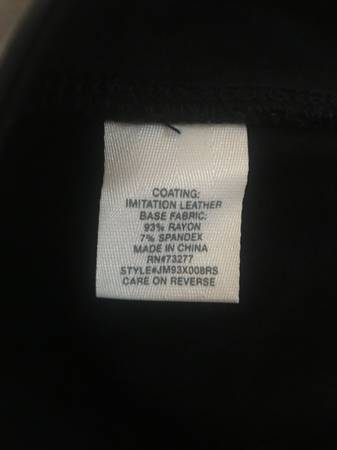 COATING:
IMITATION LEATHER
BASE FABRIC:
93% RAYON
7% SPANDEX
MADE IN CHINA
RN#73277
STYLE#JM93X008RS
CARE ON REVERSE